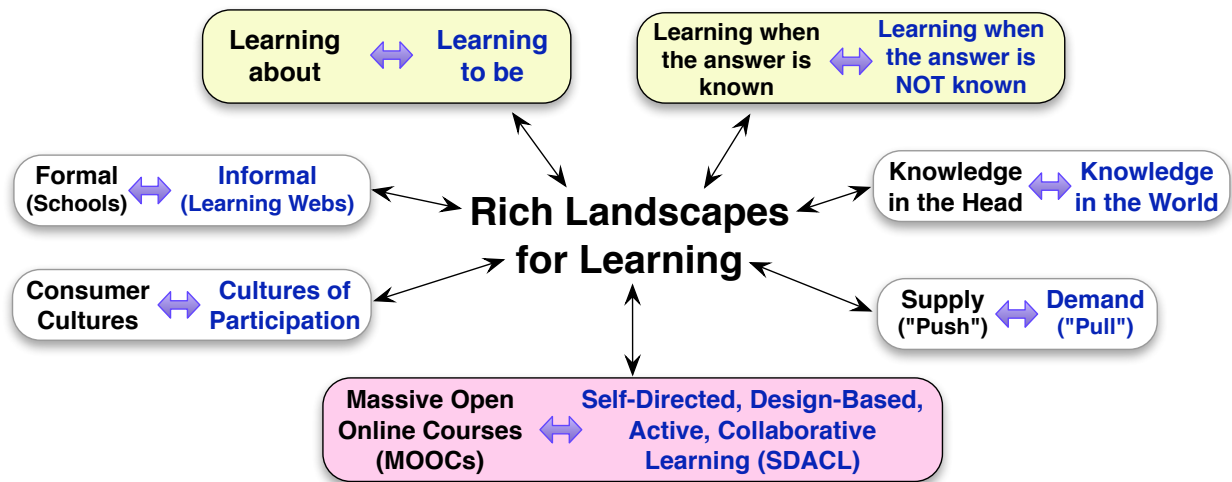 Learning
about
Learning
to be
Learning when
the answer is
known
Learning when
the answer is
NOT known
Formal
(Schools)
Informal
(Learning Webs)
Rich Landscapes
for Learning
Knowledge
in the Head
Knowledge
in the World
Consumer
Cultures
Cultures of
Participation
Supply
("Push")
Demand
("Pull")
Massive Open
Online Courses
(MOOCs)
Self-Directed, Design-Based,
Active, Collaborative
Learning (SDACL)